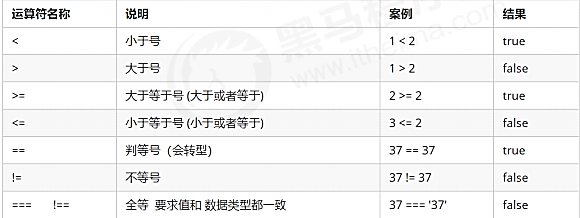 运算符名称 说明 案例 结果
< 小于号 1 < 2 true
> 大于号 1 > 2 false
>= 大于等于号 (大于或者等于) 2 >= 2 true
<= 小于等于号 (小于或者等于) 3 <= 2 false
== 判等号（会转型） 37 == 37 true
!= 不等号 37 != 37 false
=== !== 全等 要求值和 数据类型都一致 37 === '37' false